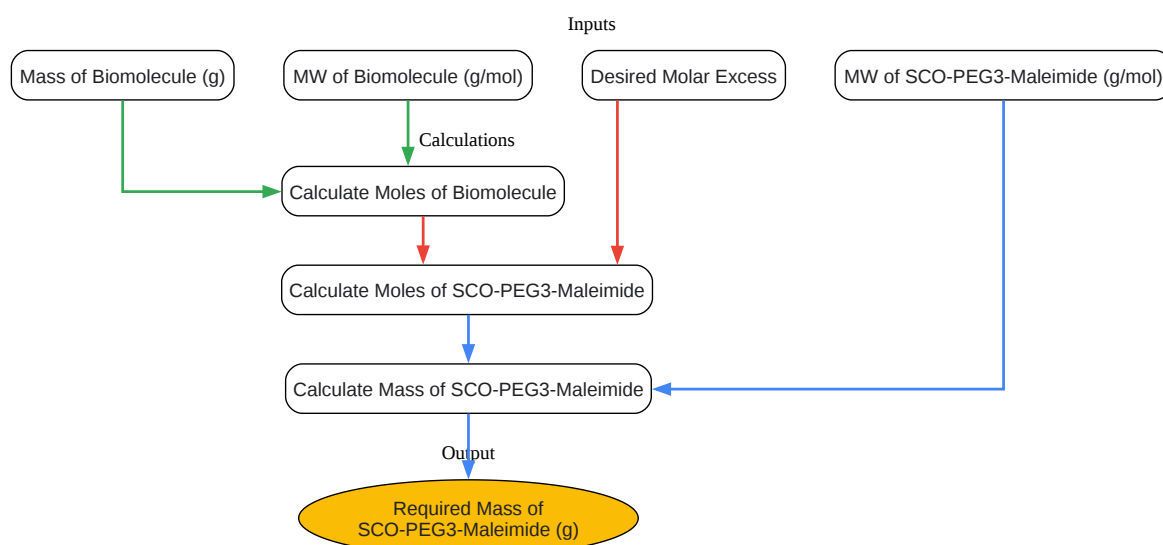 Inputs
Mass of Biomolecule (g)
MW of Biomolecule (g/mol)
Desired Molar Excess
MW of SCO-PEG3-Maleimide (g/mol)
Calculations
Calculate Moles of Biomolecule
Calculate Moles of SCO-PEG3-Maleimide
Calculate Mass of SCO-PEG3-Maleimide
Output
Required Mass of
SCO-PEG3-Maleimide (g)